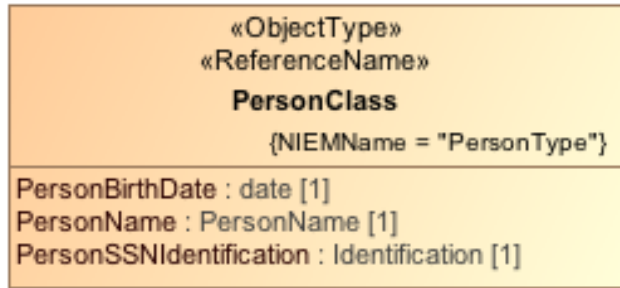 «ObjectType»
«ReferenceName»
PersonClass
{NIEMName = "PersonType"}
PersonBirthDate : date [1]
PersonName : PersonName [1]
PersonSSNIdentification : Identification [1]